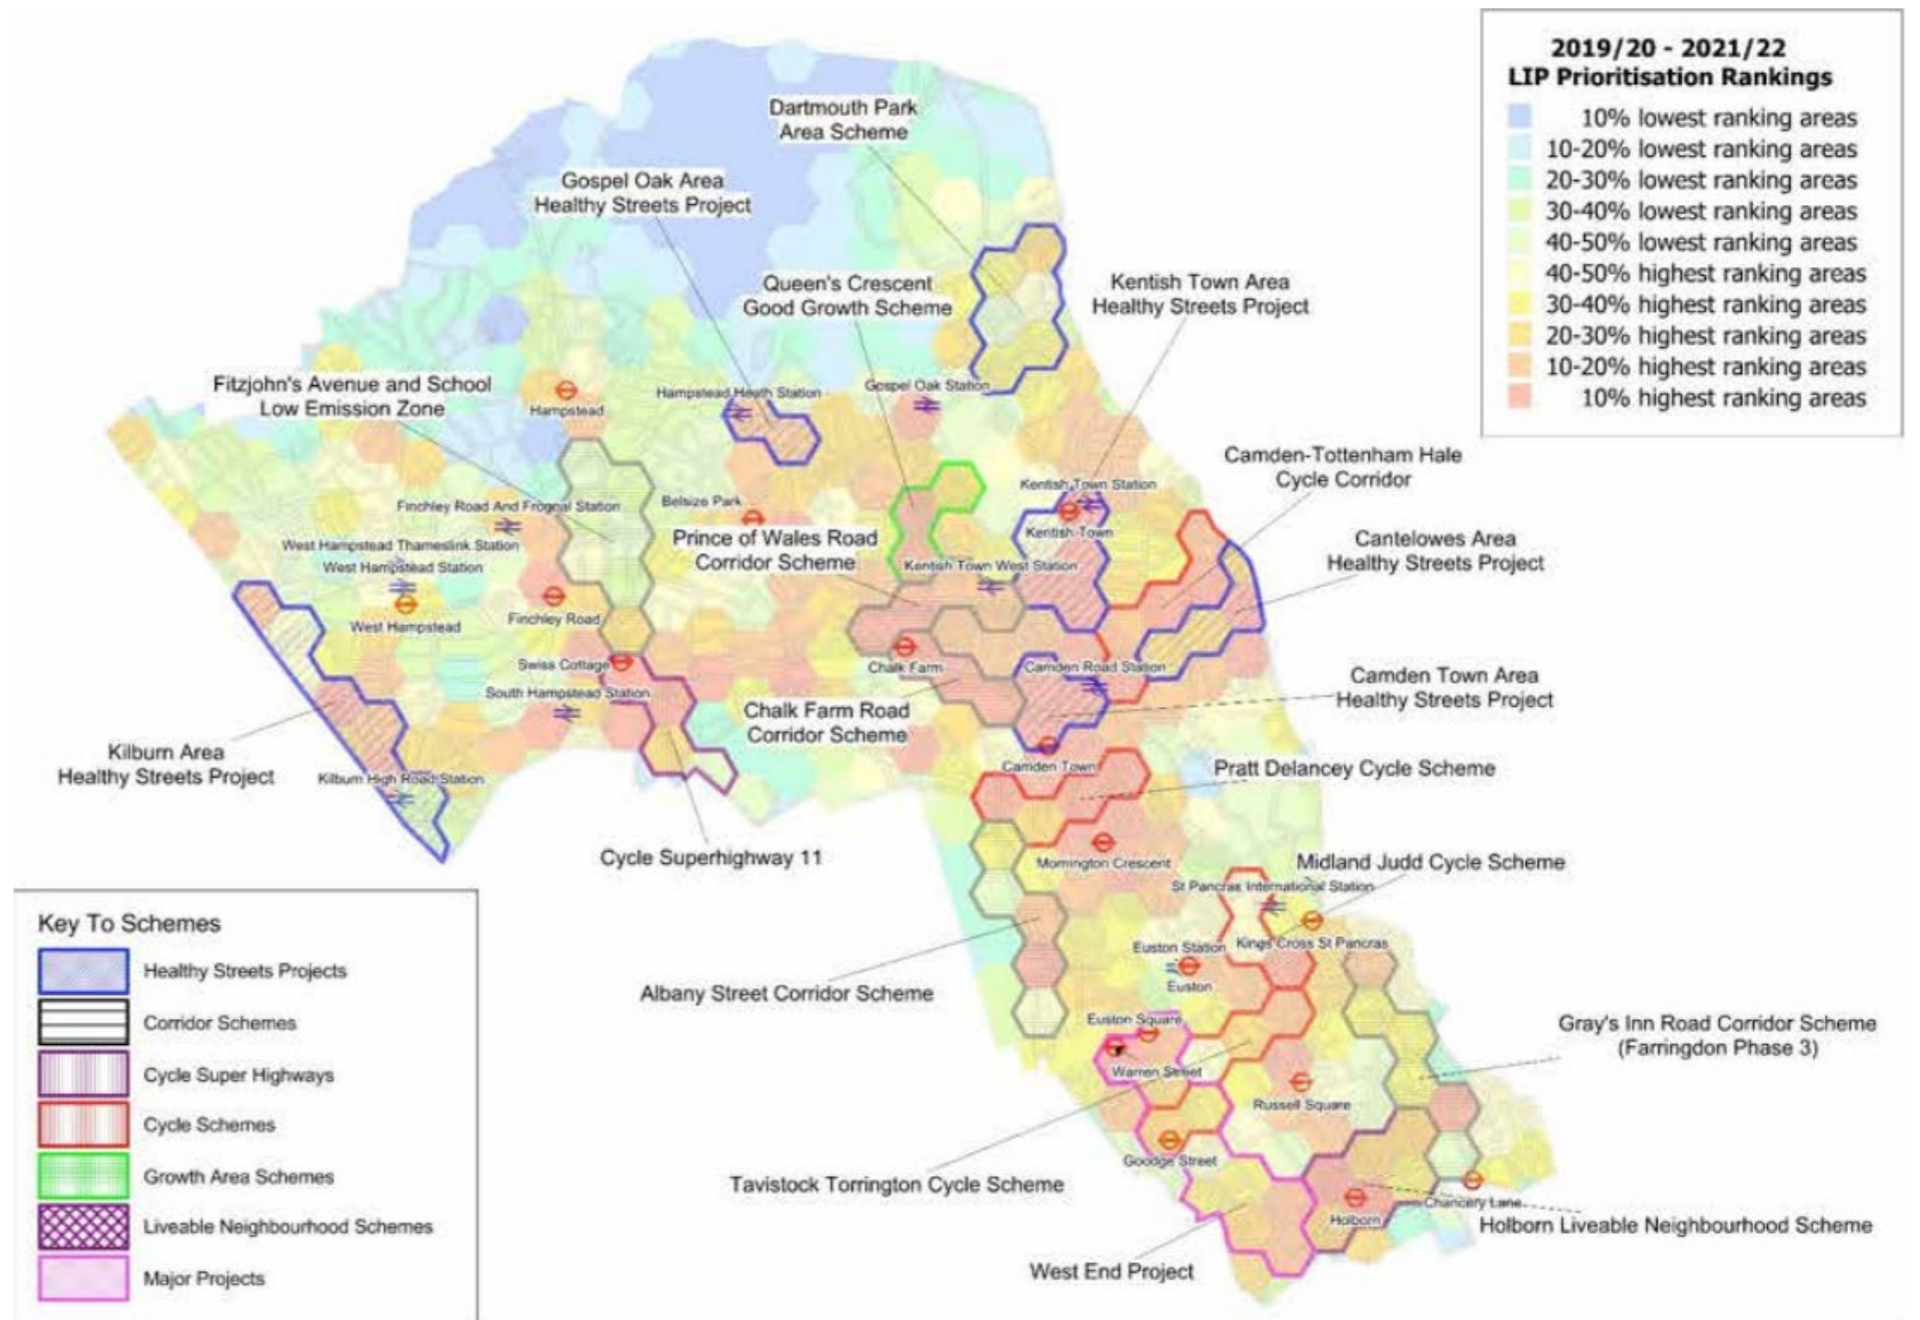 2019/20 - 2021/22
LIP Prioritisation Rankings
10% lowest ranking areas
10-20% lowest ranking areas
20-30% lowest ranking areas
30-40% lowest ranking areas
40-50% lowest ranking areas
40-50% highest ranking areas
30-40% highest ranking areas
20-30% highest ranking areas
10-20% highest ranking areas
10% highest ranking areas
Dartmouth Park
Area Scheme
Gospel Oak Area
Healthy Streets Project
Queen's Crescent
Good Growth Scheme
Kentish Town Area
Healthy Streets Project
Fitzjohn's Avenue and School
Low Emission Zone
Hampstead
Hampstead Heath Station
Gospel Oak Station
Camden-Tottenham Hale
Cycle Corridor
Kentish Town Station
Kentish Town
Finchley Road And Frognal Station
Belsize Park
West Hampstead Thameslink Station
West Hampstead Station
West Hampstead
Prince of Wales Road
Corridor Scheme
Kentish Town West Station
Cantelowes Area
Healthy Streets Project
Finchley Road
Swiss Cottage
South Hampstead Station
Chalk Farm
Camden Road Station
Camden Town Area
Healthy Streets Project
Chalk Farm Road
Corridor Scheme
Kilburn Area
Healthy Streets Project
Kilburn High Road Station
Camden Town
Pratt Delancey Cycle Scheme
Cycle Superhighway 11
Mornington Crescent
Midland Judd Cycle Scheme
St Pancras International Station
Euston Station
Kings Cross St Pancras
Euston
Albany Street Corridor Scheme
Euston Square
Warren Street
Gray's Inn Road Corridor Scheme
(Farringdon Phase 3)
Russell Square
Goodge Street
Tavistock Torrington Cycle Scheme
Chancery Lane
Holborn
Holborn Liveable Neighbourhood Scheme
West End Project
Key To Schemes
Healthy Streets Projects
Corridor Schemes
Cycle Super Highways
Cycle Schemes
Growth Area Schemes
Liveable Neighbourhood Schemes
Major Projects